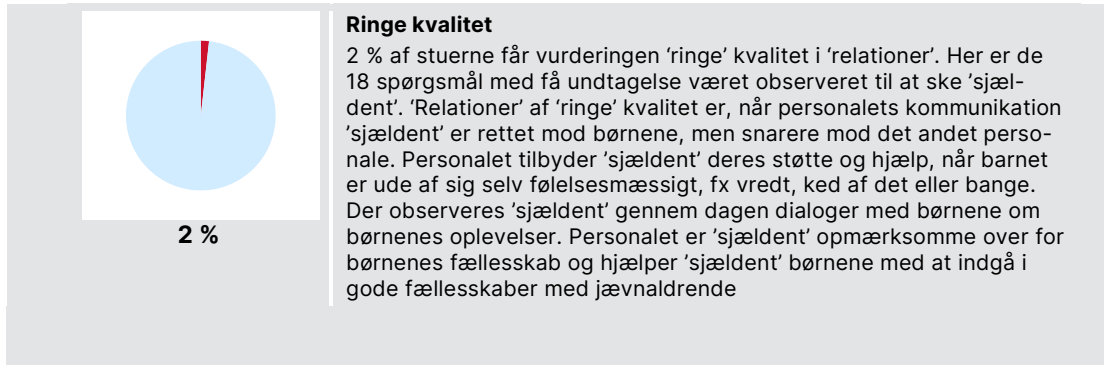 Ringe kvalitet
2 % af stuerne får vurderingen ‘ringe’ kvalitet i ‘relationer’. Her er de
18 spørgsmål med få undtagelse været observeret til at ske ’sjæl-
dent’. ‘Relationer’ af ‘ringe’ kvalitet er, når personalets kommunikation
’sjældent’ er rettet mod børnene, men snarere mod det andet perso-
nale. Personalet tilbyder ’sjældent’ deres støtte og hjælp, når barnet
er ude af sig selv følelsesmæssigt, fx vredt, ked af det eller bange.
Der observeres ’sjældent’ gennem dagen dialoger med børnene om
børnenes oplevelser. Personalet er ’sjældent’ opmærksomme over for
børnenes fællesskab og hjælper ’sjældent’ børnene med at indgå i
gode fællesskaber med jævnaldrende
2 %